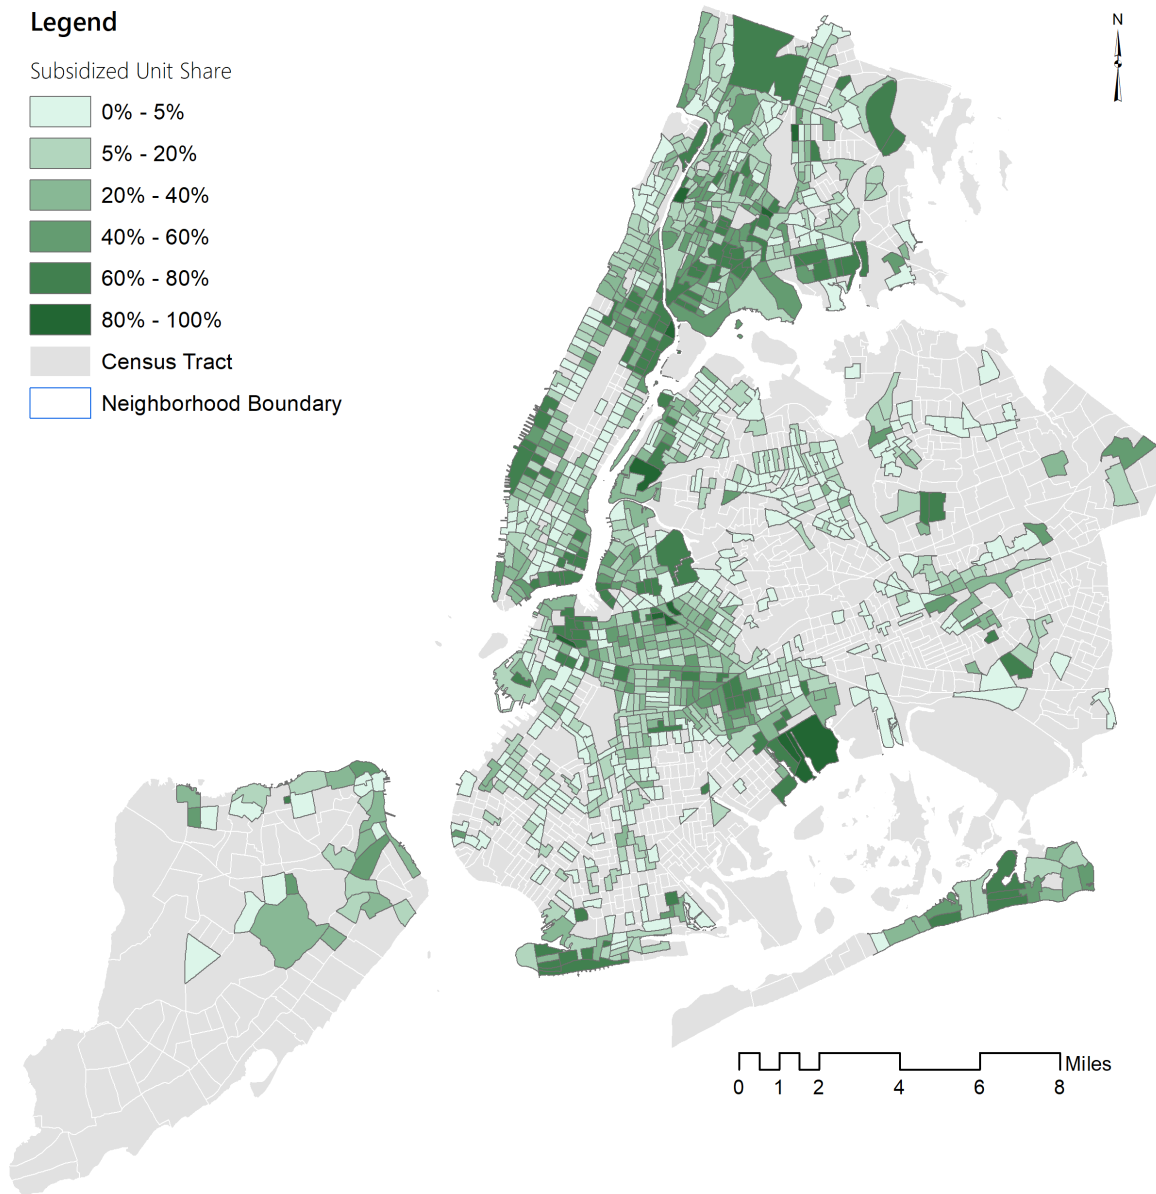 Legend
N
Subsidized Unit Share
0% - 5%
5% - 20%
20% - 40%
40% - 60%
60% - 80%
80% - 100%
Census Tract
Neighborhood Boundary
Miles
0 1 2 4 6 8